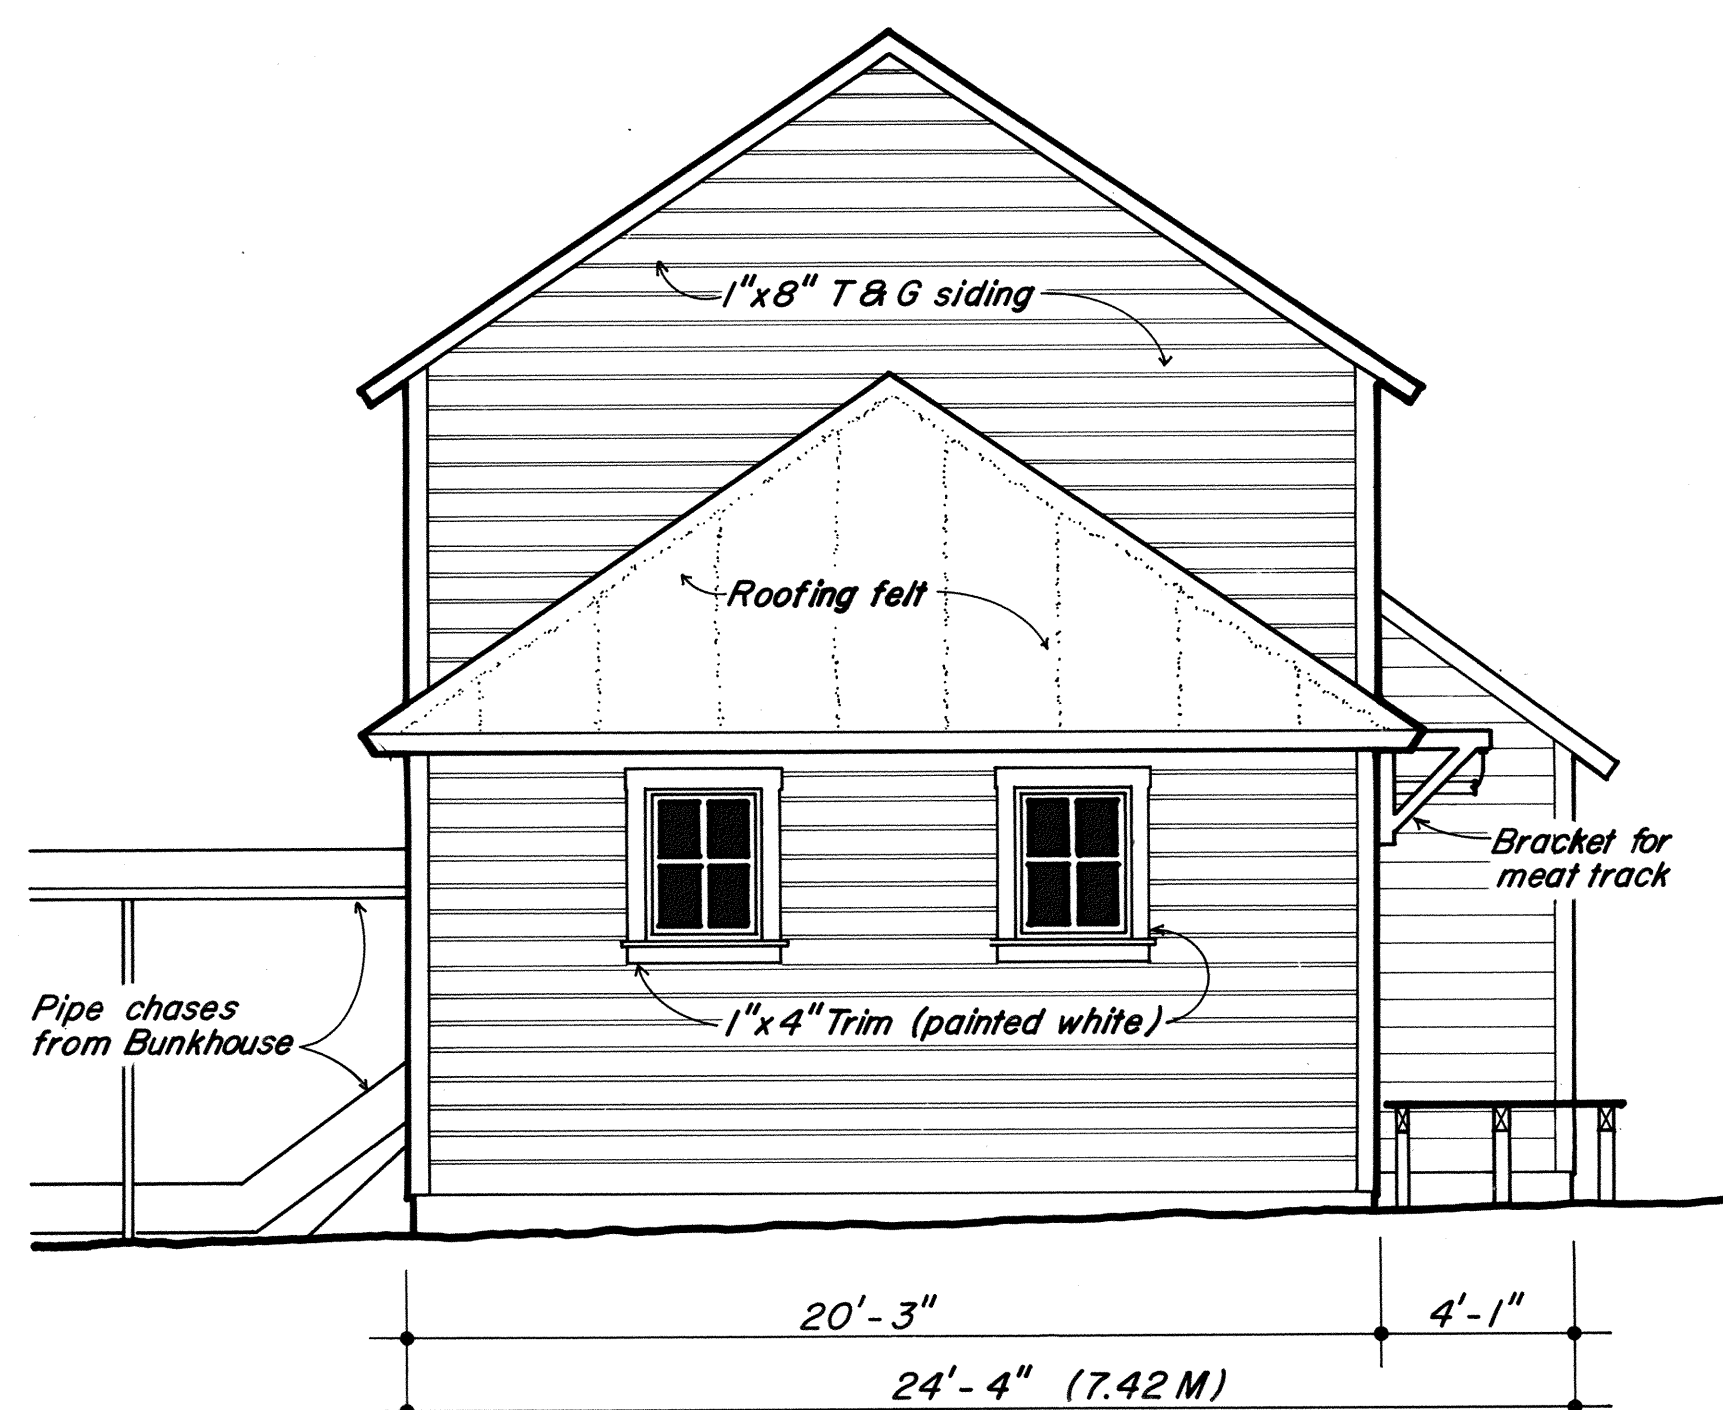 1"x8" T & G siding
Roofing felt
Bracket for
meat track
Pipe chases
from Bunkhouse
1"x4" Trim (painted white)
20'-3"
4'-1"
24'-4" (7.42 M)